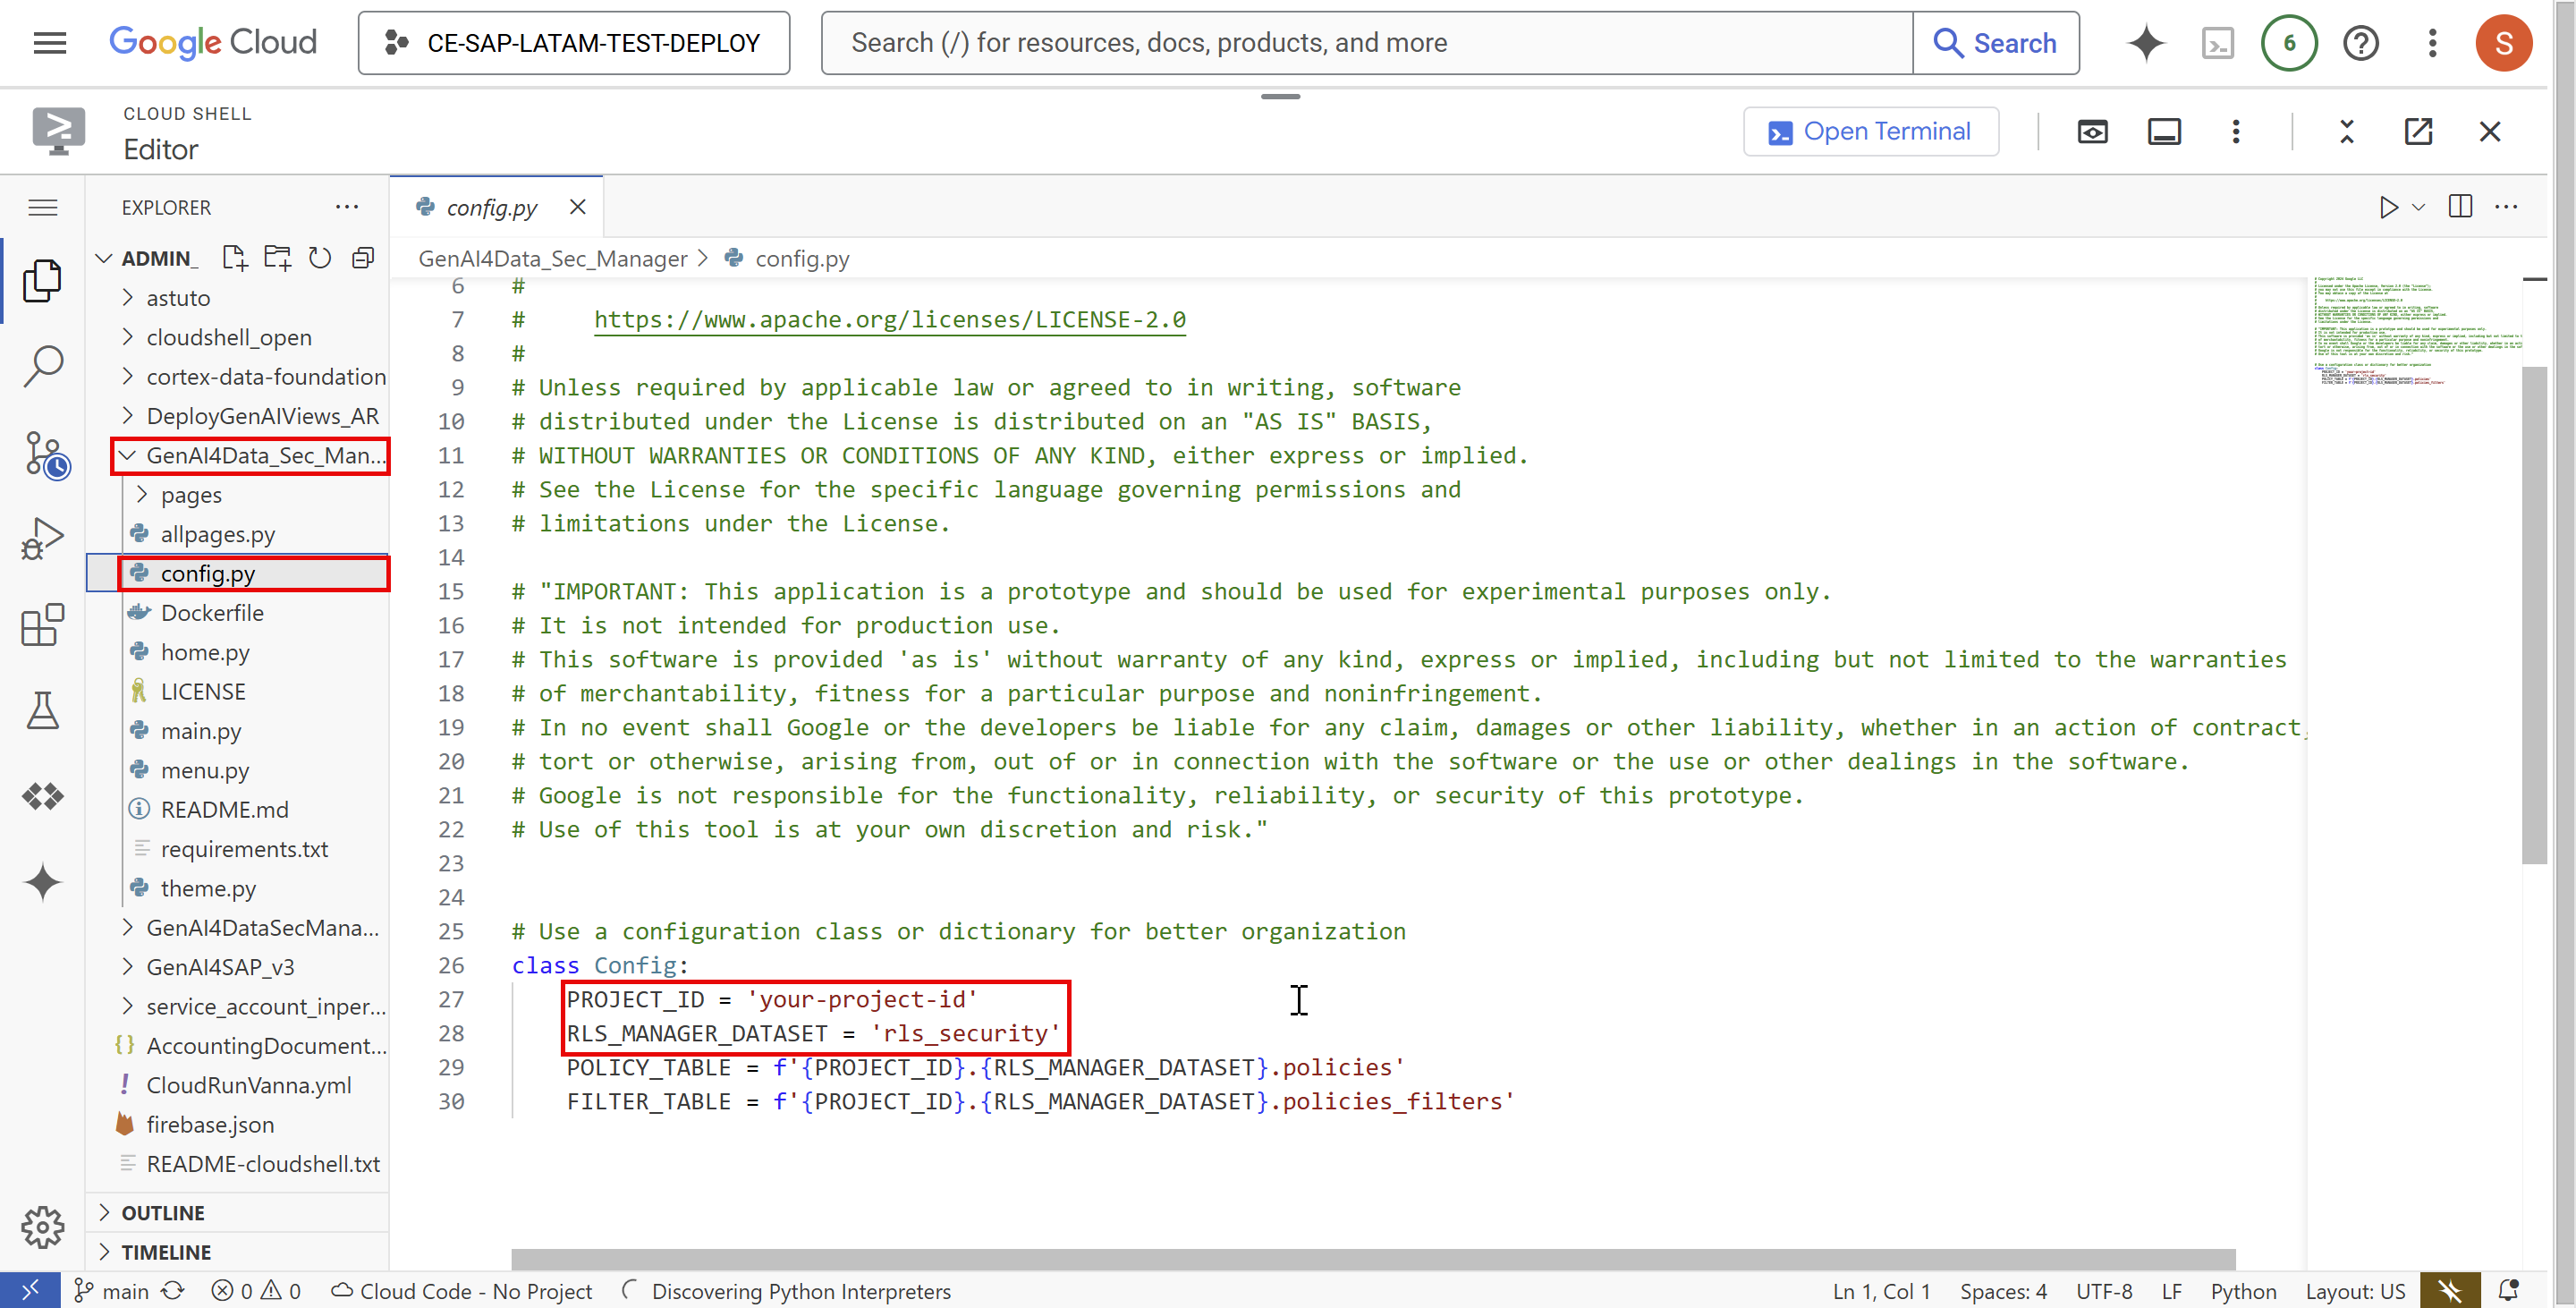 Google Cloud
CE-SAP-LATAM-TEST-DEPLOY
Search (/) for resources, docs, products, and more
Search
6
S
CLOUD SHELL
Editor
Open Terminal
EXPLORER
ADMIN_
astuto
cloudshell_open
cortex-data-foundation
DeployGenAIViews_AR
GenAI4Data_Sec_Man...
pages
allpages.py
config.py
Dockerfile
home.py
LICENSE
main.py
menu.py
README.md
requirements.txt
theme.py
GenAI4DataSecMana...
GenAI4SAP_v3
service_account_inper...
AccountingDocument...
CloudRunVanna.yml
firebase.json
README-cloudshell.txt
OUTLINE
TIMELINE
config.py
GenAI4Data_Sec_Manager > config.py
6 #
7 #     https://www.apache.org/licenses/LICENSE-2.0
8 #
9 # Unless required by applicable law or agreed to in writing, software
10 # distributed under the License is distributed on an "AS IS" BASIS,
11 # WITHOUT WARRANTIES OR CONDITIONS OF ANY KIND, either express or implied.
12 # See the License for the specific language governing permissions and
13 # limitations under the License.
14
15 # "IMPORTANT: This application is a prototype and should be used for experimental purposes only.
16 # It is not intended for production use.
17 # This software is provided 'as is' without warranty of any kind, express or implied, including but not limited to the warranties
18 # of merchantability, fitness for a particular purpose and noninfringement.
19 # In no event shall Google or the developers be liable for any claim, damages or other liability, whether in an action of contract,
20 # tort or otherwise, arising from, out of or in connection with the software or the use or other dealings in the software.
21 # Google is not responsible for the functionality, reliability, or security of this prototype.
22 # Use of this tool is at your own discretion and risk."
23
24
25 # Use a configuration class or dictionary for better organization
26 class Config:
27     PROJECT_ID = 'your-project-id'
28     RLS_MANAGER_DATASET = 'rls_security'
29     POLICY_TABLE = f'{PROJECT_ID}.{RLS_MANAGER_DATASET}.policies'
30     FILTER_TABLE = f'{PROJECT_ID}.{RLS_MANAGER_DATASET}.policies_filters'
main 0 0 Cloud Code - No Project Discovering Python Interpreters Ln 1, Col 1 Spaces: 4 UTF-8 LF Python Layout: US